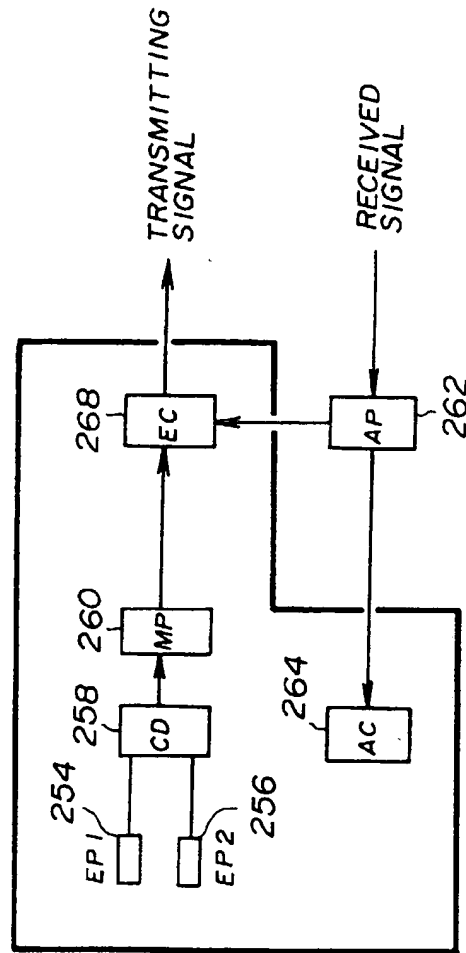 EP1
254
EP2
256
258
CD
260
MP
268
EC
TRANSMITTING
SIGNAL
264
AC
AP
262
RECEIVED
SIGNAL